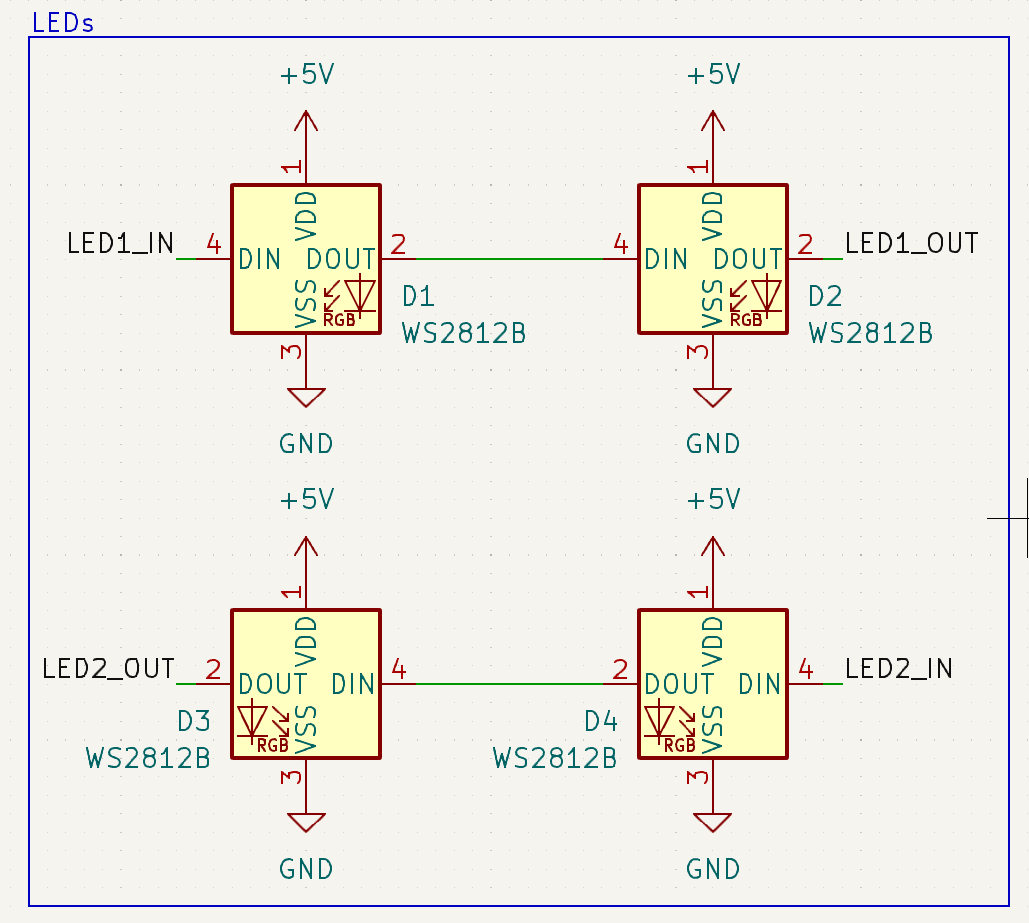 LEDs
+5V +5V
1 1
VDD VDD
LED1_IN 4 DIN DOUT 2 4 DIN DOUT 2 LED1_OUT
VSS RGB D1 VSS RGB D2
WS2812B WS2812B
3 3
GND GND
+5V +5V
1 1
VDD VDD
LED2_OUT 2 DOUT DIN 4 2 DOUT DIN 4 LED2_IN
D3 RGB VSS D4 RGB VSS
WS2812B WS2812B
3 3
GND GND